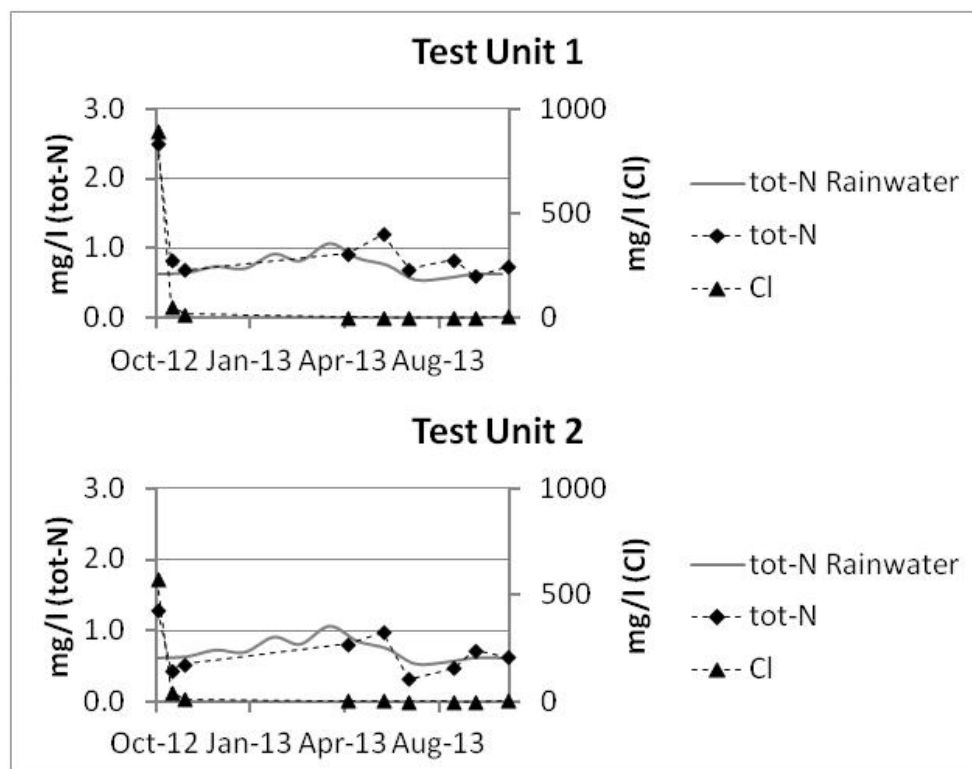 Test Unit 1
mg/l (tot-N)
3.0
2.0
1.0
0.0
1000
500
0
mg/l (Cl)
Oct-12 Jan-13 Apr-13 Aug-13
tot-N Rainwater
tot-N
Cl
Test Unit 2
mg/l (tot-N)
3.0
2.0
1.0
0.0
1000
500
0
mg/l (Cl)
Oct-12 Jan-13 Apr-13 Aug-13
tot-N Rainwater
tot-N
Cl